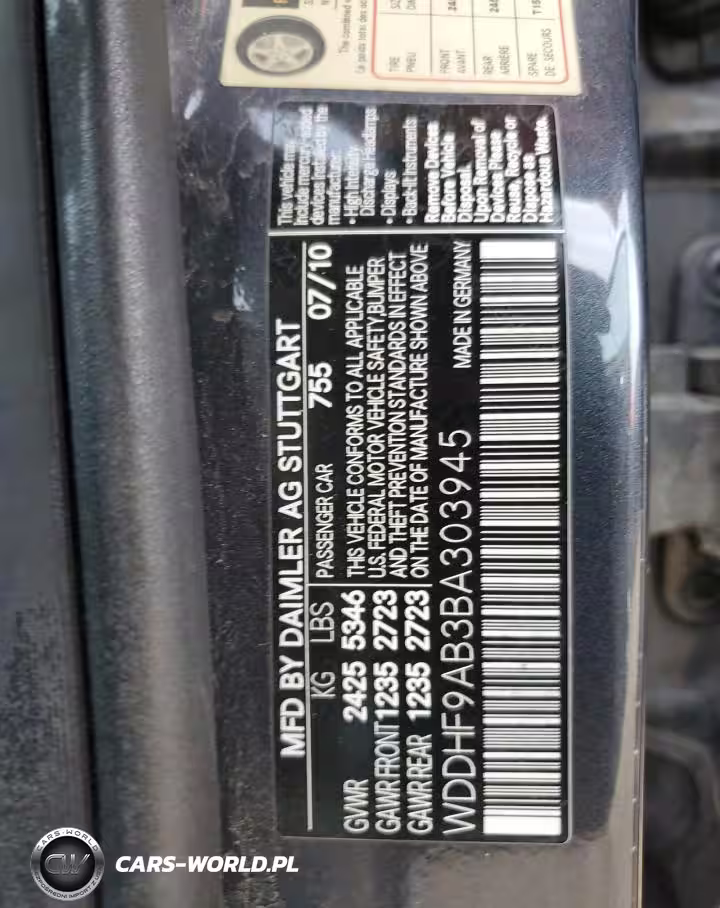 MFD BY DAIMLER AG STUTTGART
KG LBS PASSENGER CAR 755 07/10
GVWR 2425 5346
GAWR FRONT 1235 2723
GAWR REAR 1235 2723
THIS VEHICLE CONFORMS TO ALL APPLICABLE
U.S. FEDERAL MOTOR VEHICLE SAFETY, BUMPER
AND THEFT PREVENTION STANDARDS IN EFFECT
ON THE DATE OF MANUFACTURE SHOWN ABOVE
WDDHF9AB3BA303945 MADE IN GERMANY
This vehicle may
include mercury-added
devices installed by the
manufacturer:
• High Intensity
Discharge Headlamps
• Displays
• Back-lit Instruments
Remove Devices
Before Vehicle
Disposal.
Upon Removal of
Devices Please
Reuse, Recycle or
Dispose as
Hazardous Waste.
The combined
TIRE
PNEU
FRONT
AVANT
REAR
ARRIÈRE
SPARE
DE SECOURS
CARS-WORLD
CW
CARS-WORLD.PL